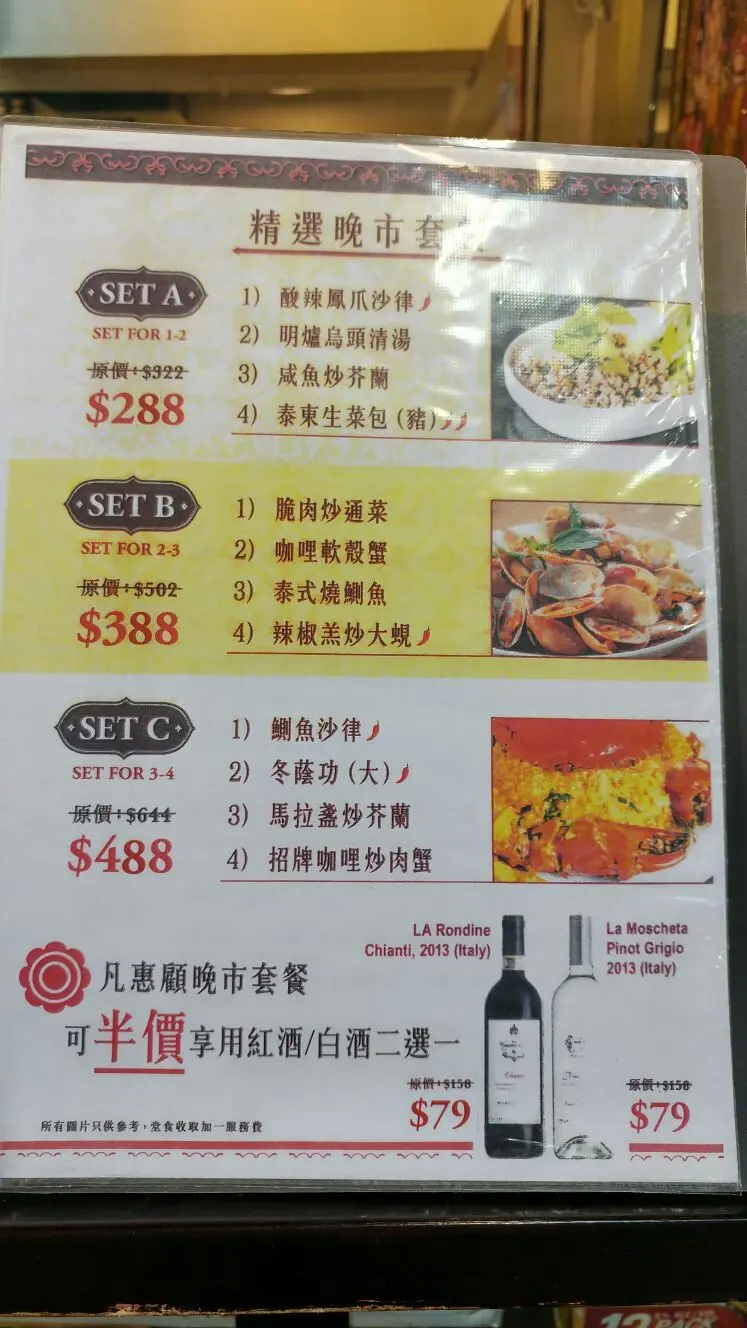 精選晚市套
SET A
SET FOR 1-2
原價:$322
$288
1) 酸辣鳳爪沙律
2) 明爐烏頭清湯
3) 咸魚炒芥蘭
4) 泰東生菜包(豬)
SET B
SET FOR 2-3
原價:$502
$388
1) 脆肉炒通菜
2) 咖哩軟殼蟹
3) 泰式燒鰂魚
4) 辣椒羔炒大蜆
SET C
SET FOR 3-4
原價:$644
$488
1) 鰂魚沙律
2) 冬蔭功(大)
3) 馬拉盞炒芥蘭
4) 招牌咖哩炒肉蟹
凡惠顧晚市套餐
可半價享用紅酒/白酒二選一
LA Rondine
Chianti, 2013 (Italy)
原價:$158
$79
La Moscheta
Pinot Grigio
2013 (Italy)
原價:$158
$79
所有圖片只供參考,堂食收取加一服務費
PACK